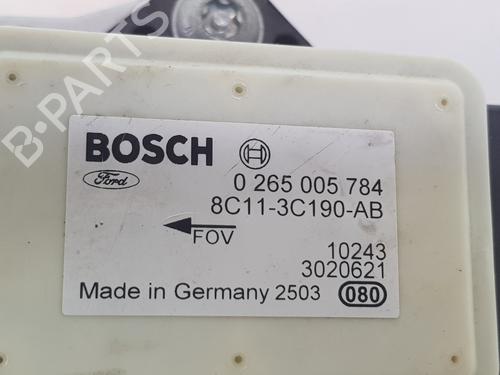 B-PARTS
BOSCH
Ford
0 265 005 784
8C11-3C190-AB
FOV
10243
3020621
Made in Germany 2503 080